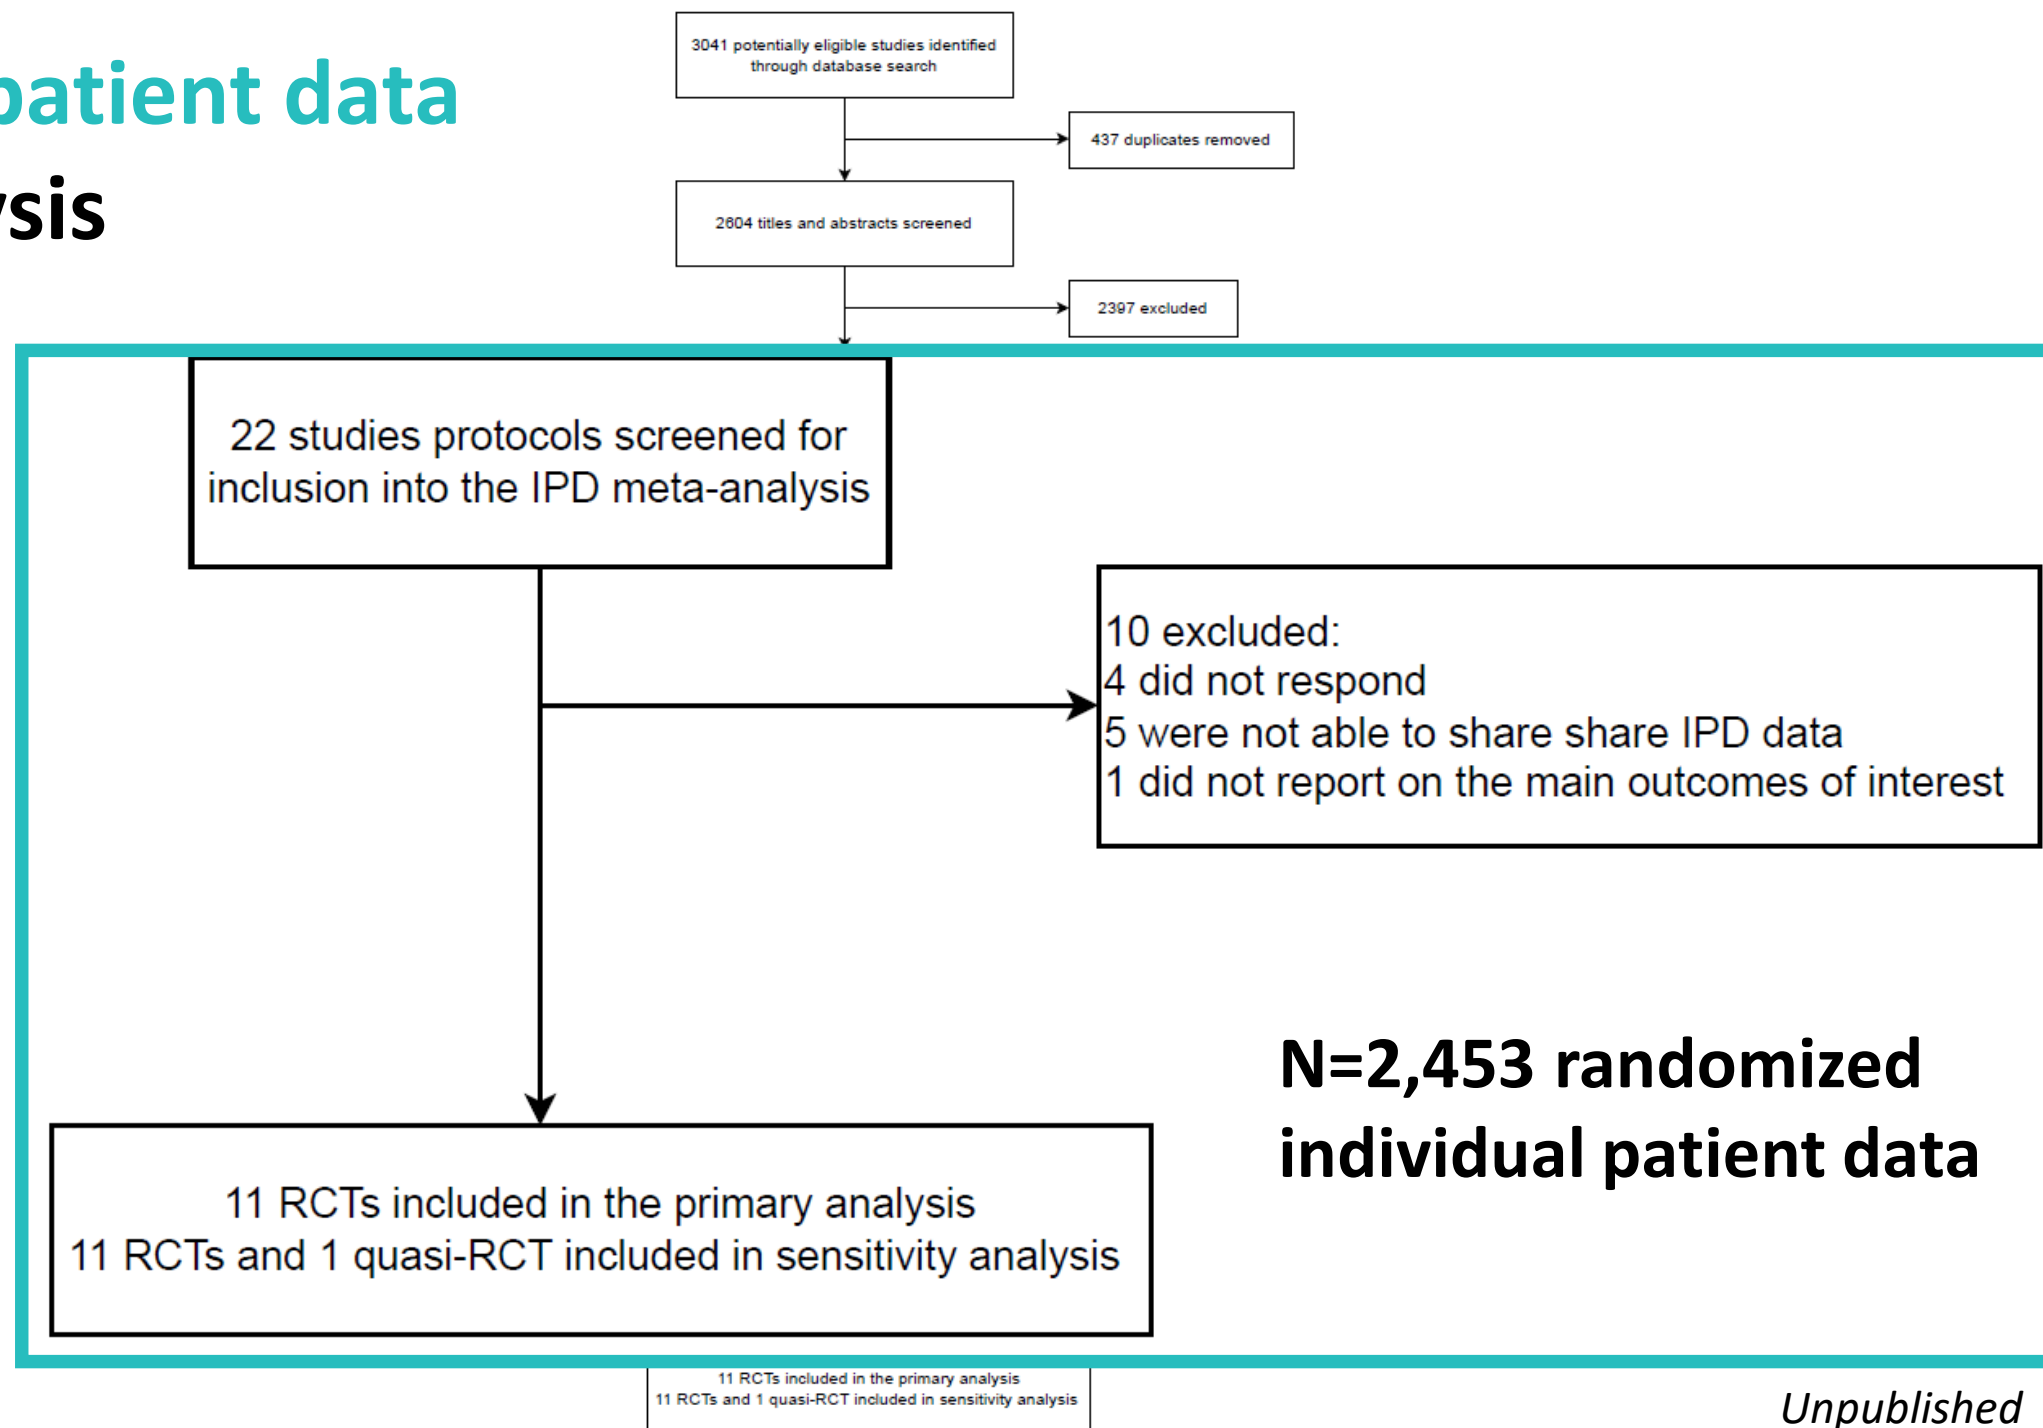 patient data
ysis
3041 potentially eligible studies identified
through database search
437 duplicates removed
2604 titles and abstracts screened
2397 excluded
22 studies protocols screened for
inclusion into the IPD meta-analysis
10 excluded:
4 did not respond
5 were not able to share share IPD data
1 did not report on the main outcomes of interest
N=2,453 randomized
individual patient data
11 RCTs included in the primary analysis
11 RCTs and 1 quasi-RCT included in sensitivity analysis
11 RCTs included in the primary analysis
11 RCTs and 1 quasi-RCT included in sensitivity analysis
Unpublished